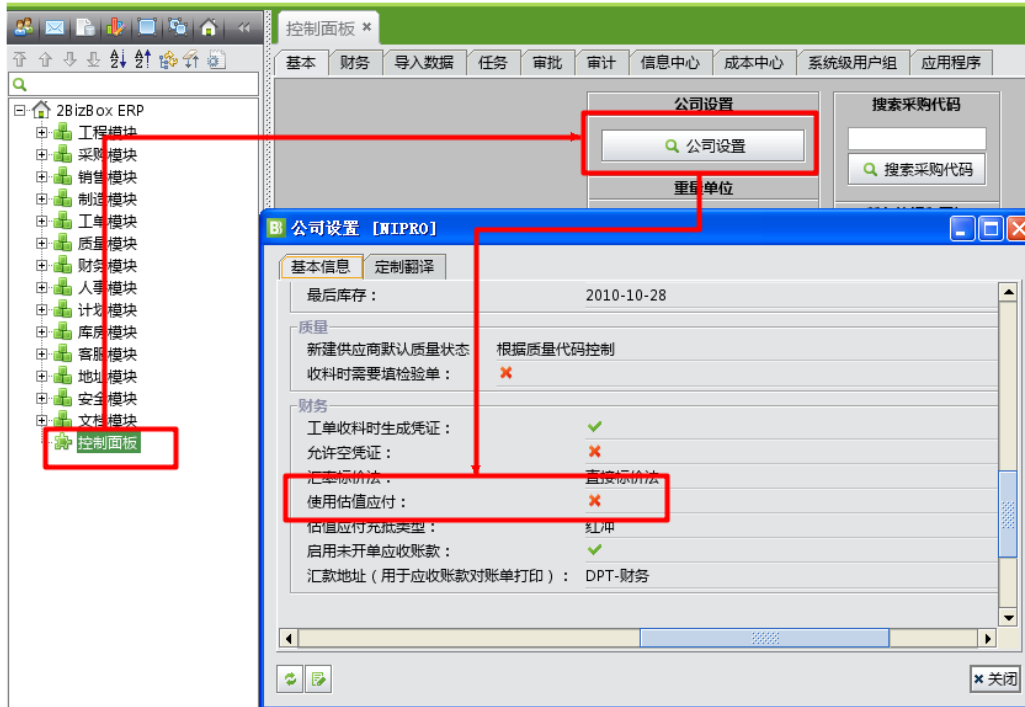 控制面板
基本 财务 导入数据 任务 审批 审计 信息中心 成本中心 系统级用户组 应用程序
2BizBox ERP
工程模块
采购模块
销售模块
制造模块
工单模块
质量模块
财务模块
人事模块
计划模块
库房模块
客服模块
地址模块
安全模块
文档模块
控制面板
公司设置
公司设置
重量单位
搜索采购代码
搜索采购代码
公司设置 [NIPRO]
基本信息 定制翻译
最后库存： 2010-10-28
质量
新建供应商默认质量状态 根据质量代码控制
收料时需要填检验单：
财务
工单收料时生成凭证：
允许空凭证：
汇率标价法： 直接标价法
使用估值应付：
估值应付充抵类型： 红冲
启用未开单应收账款：
汇款地址（用于应收账款对账单打印）： DPT-财务
关闭